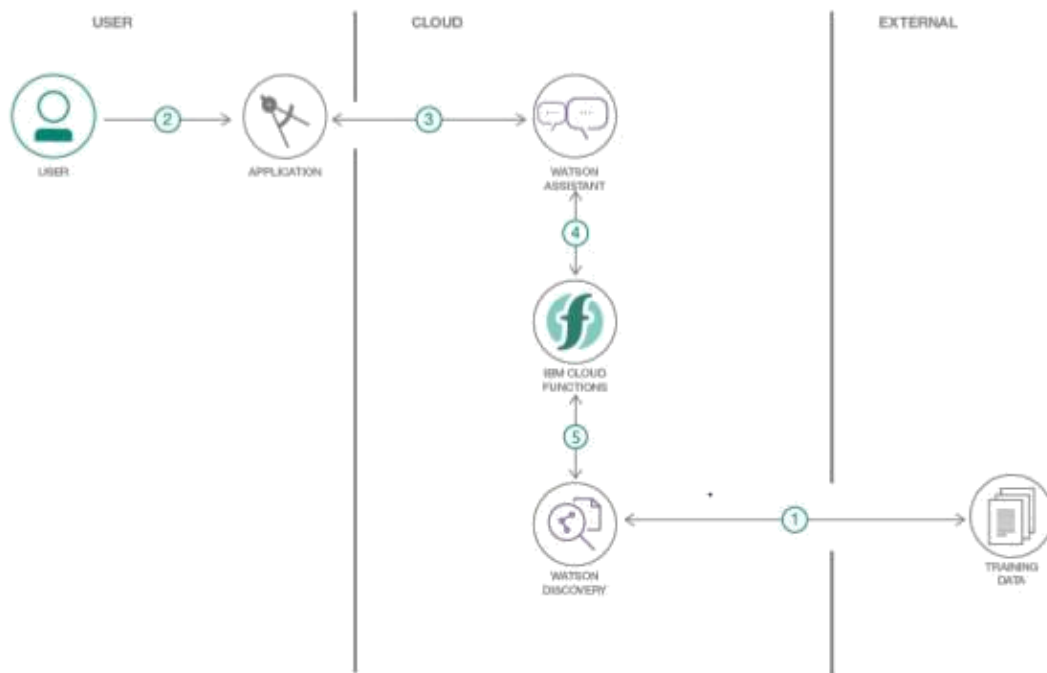 USER
CLOUD
EXTERNAL
2
3
USER
APPLICATION
WATSON
ASSISTANT
4
IBM CLOUD
FUNCTIONS
5
1
WATSON
DISCOVERY
TRAINING
DATA